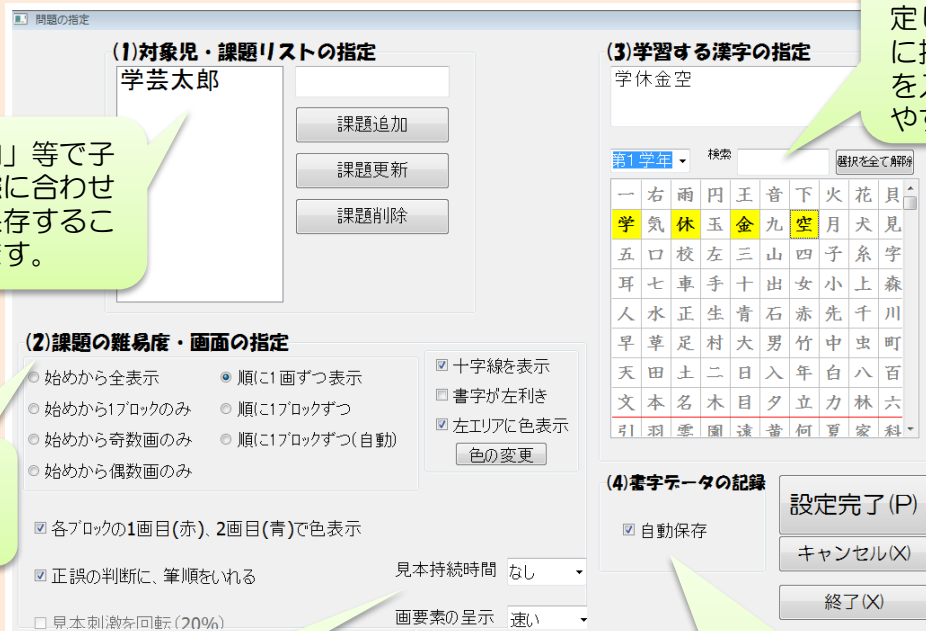 問題の指定
(1)対象児・課題リストの指定
学芸太郎
課題追加
課題更新
課題削除
」等で子
に合わせ
存するこ
す。
(2)課題の難易度・画面の指定
始めから全表示
順に1画ずつ表示
始めから1ブロックのみ
順に1ブロックずつ
始めから奇数画のみ
順に1ブロックずつ(自動)
始めから偶数画のみ
十字線を表示
書字が左利き
左エリアに色表示
色の変更
各ブロックの1画目(赤)、2画目(青)で色表示
正誤の判断に、筆順をいれる
見本刺激を回転(20%)
見本持続時間 なし
画要素の呈示 速い
(3)学習する漢字の指定
学休金空
定し
に
を
やす
第1学年
検索
選択を全て解除
一右雨円王音下火花貝
学気休玉金九空月犬見
五口校左三山四子糸字
耳七車手十出女小上森
人水正生青石赤先千川
早草足村大男竹中虫町
天田土二日入年白八百
文本名木目夕立力林六
引羽雲園遠黄何夏家科
(4)書字データの記録
自動保存
設定完了(P)
キャンセル(X)
終了(X)